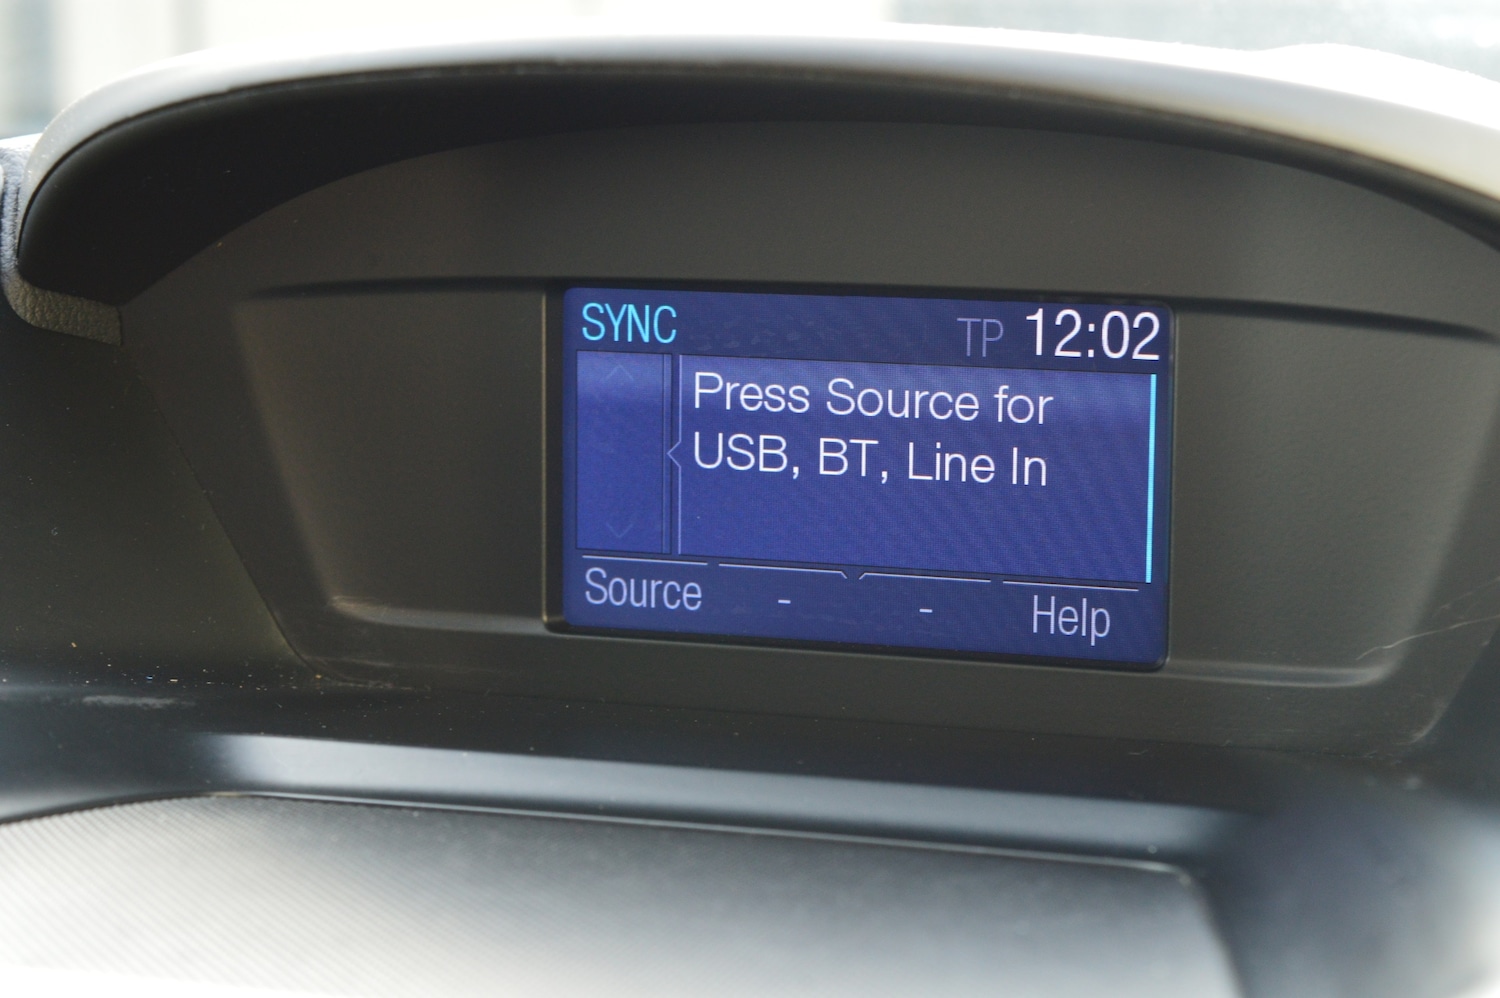 SYNC TP 12:02
Press Source for
USB, BT, Line In
Source - - Help